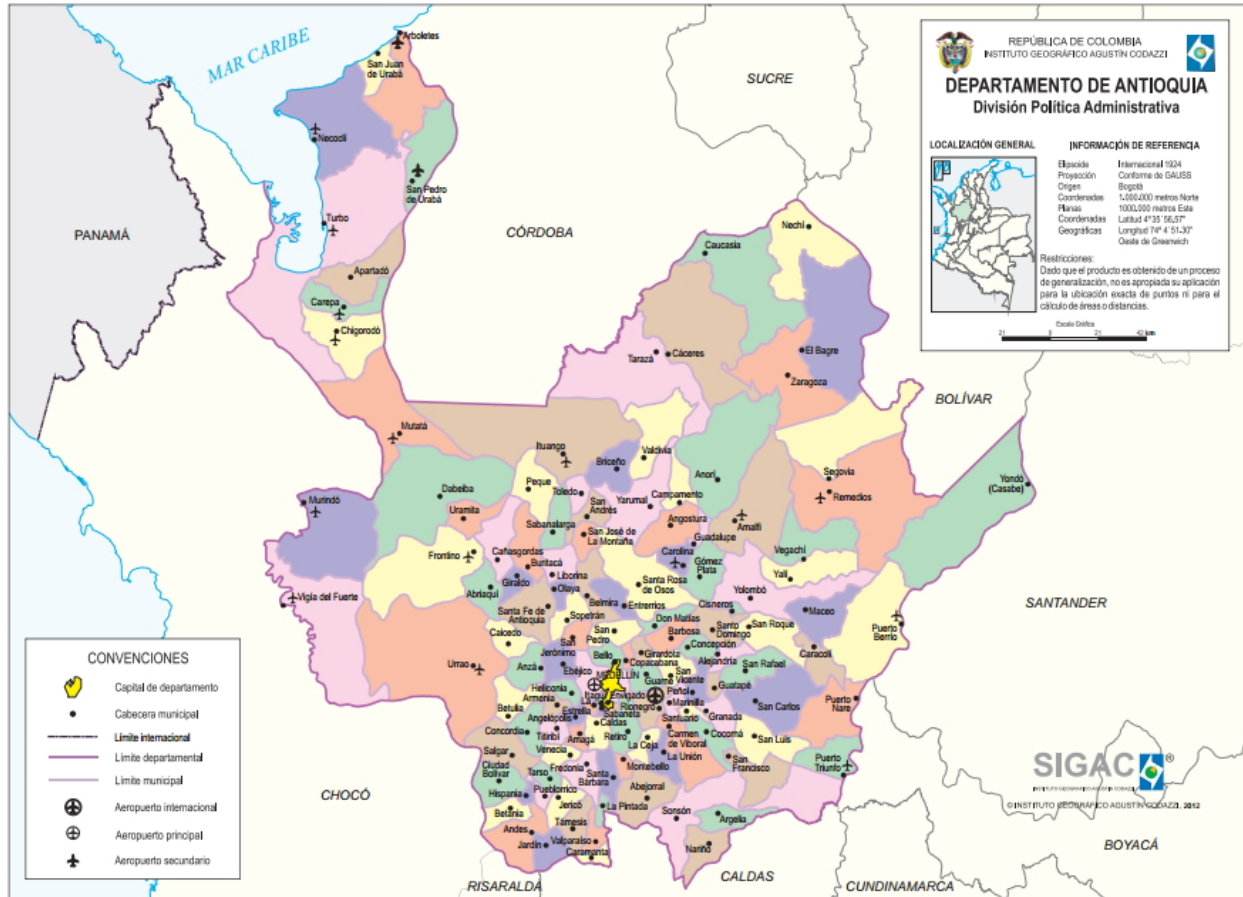 REPÚBLICA DE COLOMBIA
INSTITUTO GEOGRÁFICO AGUSTÍN CODAZZI
DEPARTAMENTO DE ANTIOQUIA
División Política Administrativa
LOCALIZACIÓN GENERAL
INFORMACIÓN DE REFERENCIA
Elipsoide Internacional 1924
Proyección Conforme de GAUSS
Origen Bogotá
Coordenadas 1.000.000 metros Norte
Planas 1000.000 metros Este
Coordenadas Latitud 4° 35' 56.57"
Geográficas Longitud 74° 4' 51.30"
Oeste de Greenwich
Restricciones:
Dado que el producto es obtenido de un proceso
de generalización, no es apropiada su aplicación
para la ubicación exacta de puntos ni para el
cálculo de áreas o distancias.
Escala Gráfica
21 0 21 42 km
MAR CARIBE
PANAMÁ
SUCRE
CÓRDOBA
BOLÍVAR
SANTANDER
BOYACÁ
CUNDINAMARCA
CALDAS
RISARALDA
CHOCÓ
Arboletes
San Juan
de Urabá
Necoclí
San Pedro
de Urabá
Turbo
Apartadó
Carepa
Chigorodó
Mutatá
Nechí
Caucasia
Tarazá
Cáceres
El Bagre
Zaragoza
Ituango
Valdivia
Briceño
Anorí
Segovia
Remedios
Yondó
(Casabe)
Murindó
Dabeiba
Uramita
Peque
Toledo
San
Andrés
Yarumal
Campamento
Sabanalarga
San José de
La Montaña
Angostura
Amalfi
Guadalupe
Frontino
Cañasgordas
Buriticá
Carolina
Gómez
Plata
Vegachí
Yalí
Vigía del Fuerte
Abriaquí
Giraldo
Liborina
Olaya
Belmira
Santa Rosa
de Osos
Entrerríos
Yolombó
Cisneros
Maceo
Santa Fe de
Antioquia
Sopetrán
Don Matías
San Roque
Puerto
Berrío
Caicedo
San
Jerónimo
San
Pedro
Barbosa
Santo
Domingo
Concepción
Caracolí
Urrao
Anzá
Ebéjico
Bello
Girardota
Copacabana
Alejandría
San Rafael
MEDELLÍN
Guarne
San
Vicente
Heliconia
Armenia
Itagüí
Envigado
Peñol
Guatapé
San Carlos
Puerto
Nare
Betulia
La
Estrella
Sabaneta
Rionegro
Marinilla
Granada
Angelópolis
Caldas
Santuario
Concordia
Titiribí
Amagá
Retiro
La Ceja
Carmen
de Viboral
Cocorná
San Luis
Salgar
Venecia
La Unión
San
Francisco
Puerto
Triunfo
Ciudad
Bolívar
Tarso
Fredonia
Santa
Bárbara
Montebello
Abejorral
Hispania
Pueblorrico
Betania
Jericó
La Pintada
Sonsón
Argelia
Andes
Támesis
Jardín
Valparaíso
Caramanta
Nariño
CONVENCIONES
Capital de departamento
Cabecera municipal
Límite internacional
Límite departamental
Límite municipal
Aeropuerto internacional
Aeropuerto principal
Aeropuerto secundario
SIGAC ®
INSTITUTO GEOGRÁFICO AGUSTÍN CODAZZI
© INSTITUTO GEOGRÁFICO AGUSTÍN CODAZZI, 2012